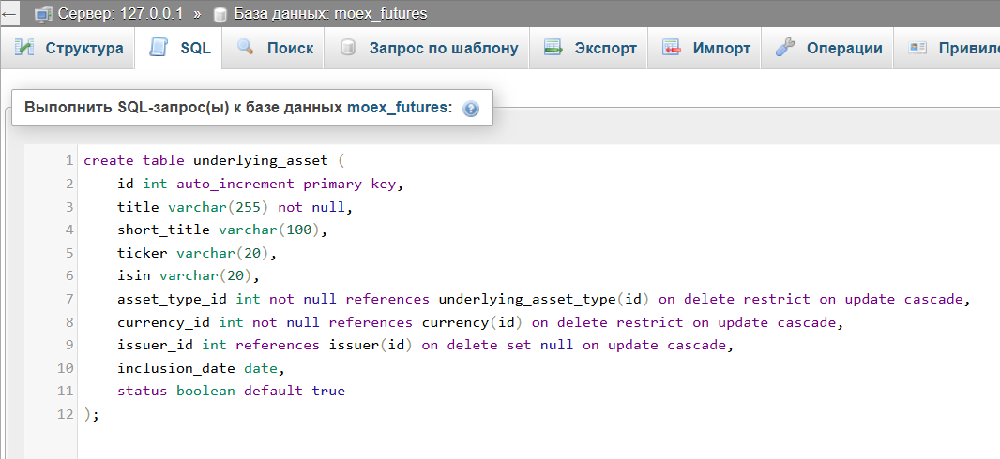 ← Сервер: 127.0.0.1 » База данных: moex_futures
Структура SQL Поиск Запрос по шаблону Экспорт Импорт Операции Привиле
Выполнить SQL-запрос(ы) к базе данных moex_futures:
1 create table underlying_asset (
2 id int auto_increment primary key,
3 title varchar(255) not null,
4 short_title varchar(100),
5 ticker varchar(20),
6 isin varchar(20),
7 asset_type_id int not null references underlying_asset_type(id) on delete restrict on update cascade,
8 currency_id int not null references currency(id) on delete restrict on update cascade,
9 issuer_id int references issuer(id) on delete set null on update cascade,
10 inclusion_date date,
11 status boolean default true
12 );